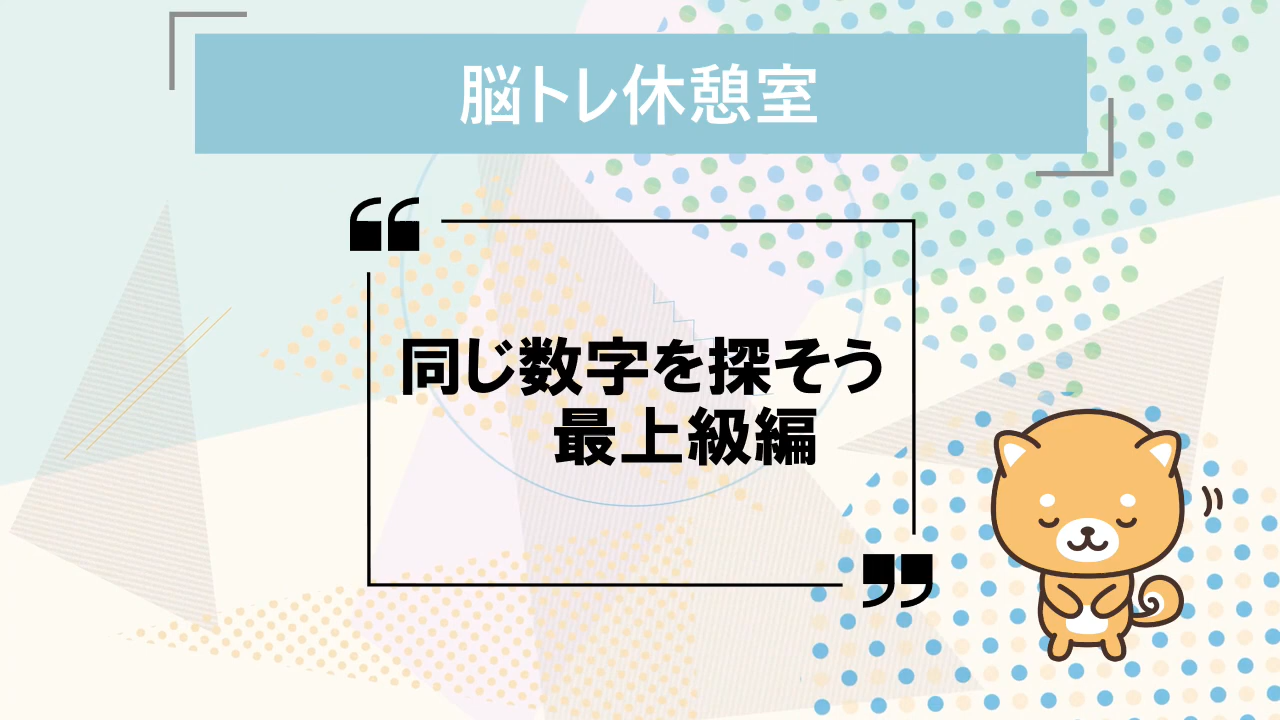 脳トレ休憩室
同じ数字を探そう
最上級編